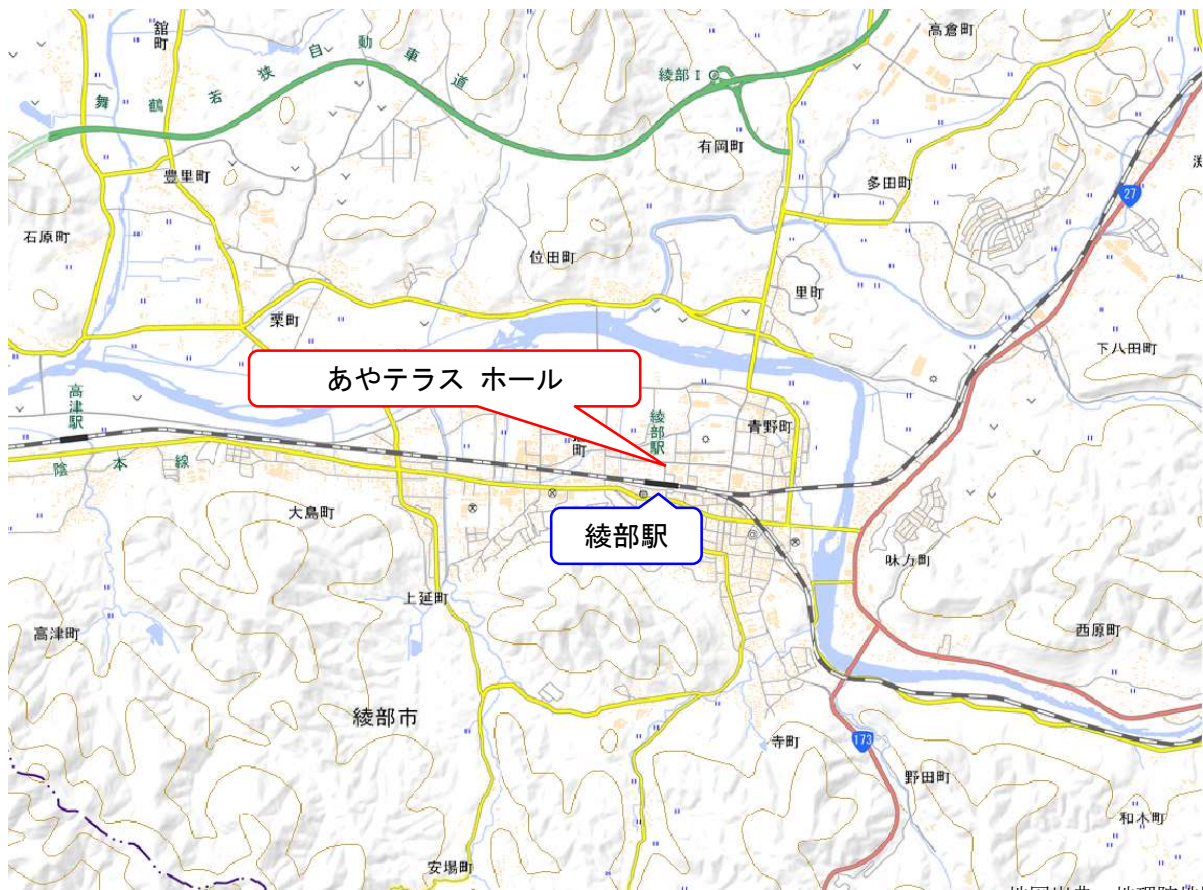 舘町
高倉町
舞鶴若狭自動車道
綾部I
有岡町
豊里町
多田町
27
石原町
位田町
里町
栗町
下八田町
あやテラス ホール
高津駅
綾部駅
青野町
町
陰本線
大島町
綾部駅
味方町
上延町
高津町
西原町
綾部市
寺町
173
野田町
和木町
安場町